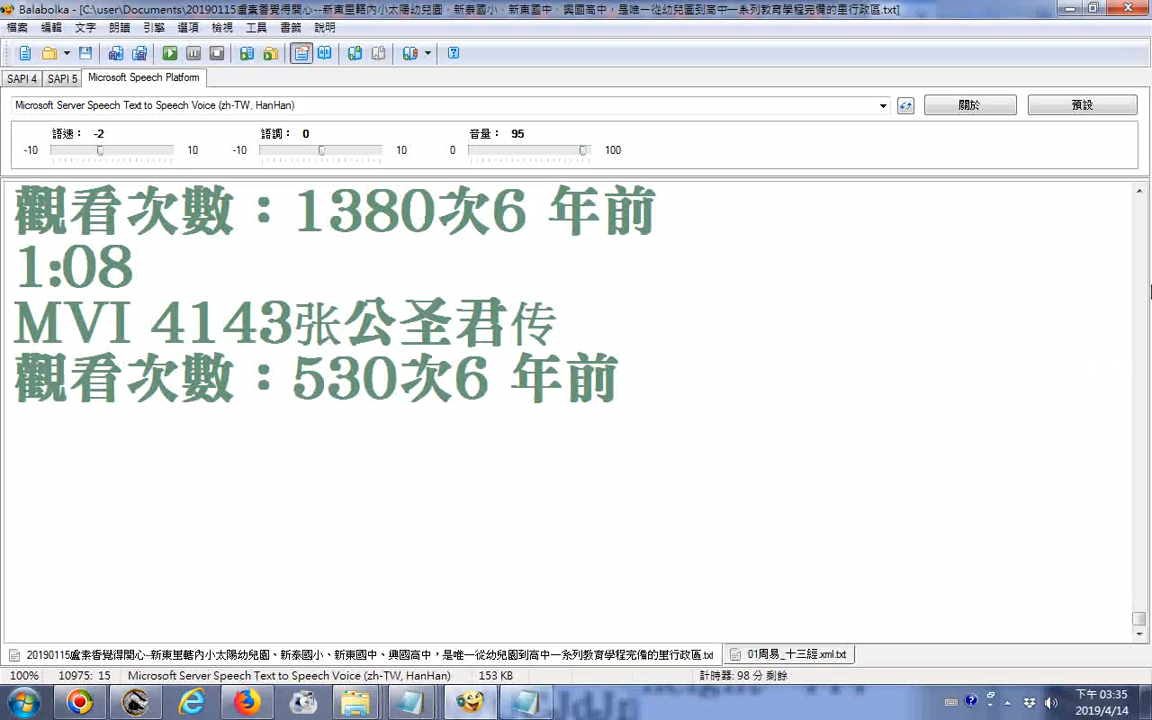 Balabolka - [C:\user\Documents\20190115盧素香覺得開心--新東里轄內小太陽幼兒園、新泰國小、新東國中、興國高中，是唯一從幼兒園到高中一系列教育學程完備的里行政區.txt]
檔案 編輯 文字 朗讀 引擎 選項 檢視 工具 書籤 說明
SAPI 4 SAPI 5 Microsoft Speech Platform
Microsoft Server Speech Text to Speech Voice (zh-TW, HanHan) 關於 預設
語速： -2 語調： 0 音量： 95
-10 10 -10 10 0 100
觀看次數：1380次6 年前
1:08
MVI 4143张公圣君传
觀看次數：530次6 年前
20190115盧素香覺得開心--新東里轄內小太陽幼兒園、新泰國小、新東國中、興國高中，是唯一從幼兒園到高中一系列教育學程完備的里行政區.txt 01周易_十三經.xml.txt
100% 10975: 15 Microsoft Server Speech Text to Speech Voice (zh-TW, HanHan) 153 KB 計時器: 98 分 剩餘
下午 03:35
2019/4/14